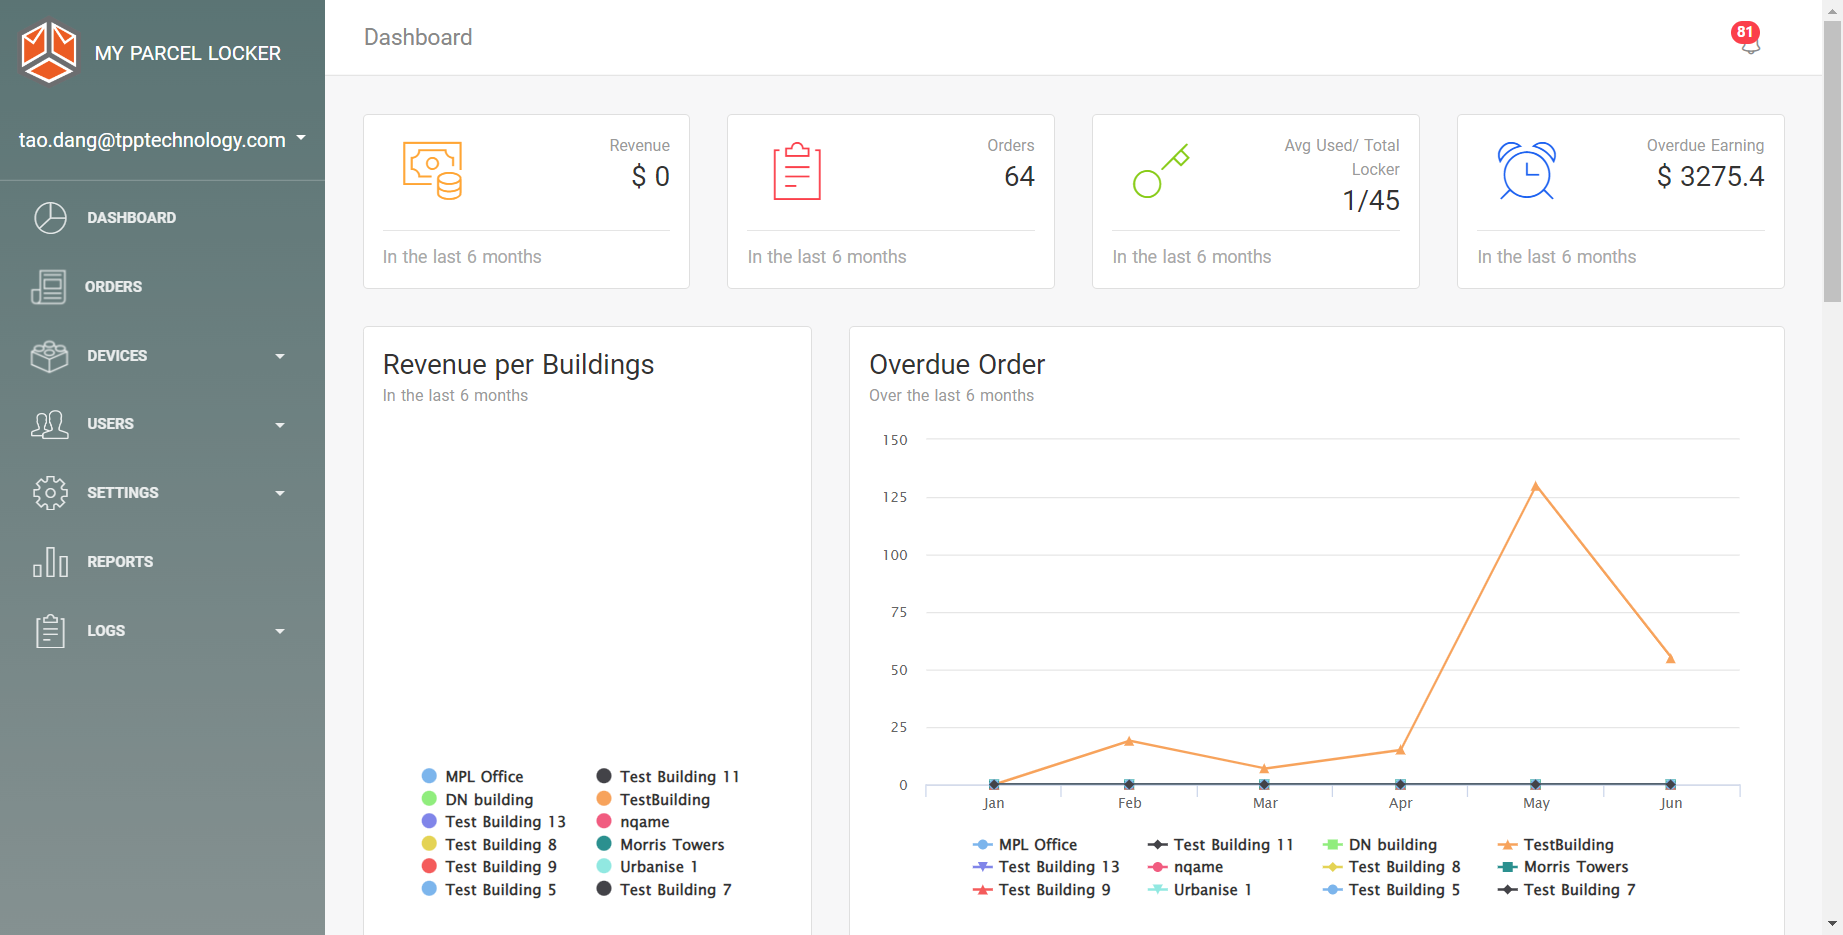 MY PARCEL LOCKER
tao.dang@tpptechnology.com
DASHBOARD
ORDERS
DEVICES
USERS
SETTINGS
REPORTS
LOGS
Dashboard
81
Revenue
$ 0
In the last 6 months
Orders
64
In the last 6 months
Avg Used/ Total
Locker
1/45
In the last 6 months
Overdue Earning
$ 3275.4
In the last 6 months
Revenue per Buildings
In the last 6 months
MPL Office Test Building 11
DN building TestBuilding
Test Building 13 nqame
Test Building 8 Morris Towers
Test Building 9 Urbanise 1
Test Building 5 Test Building 7
Overdue Order
Over the last 6 months
150
125
100
75
50
25
0
Jan Feb Mar Apr May Jun
MPL Office Test Building 11 DN building TestBuilding
Test Building 13 nqame Test Building 8 Morris Towers
Test Building 9 Urbanise 1 Test Building 5 Test Building 7